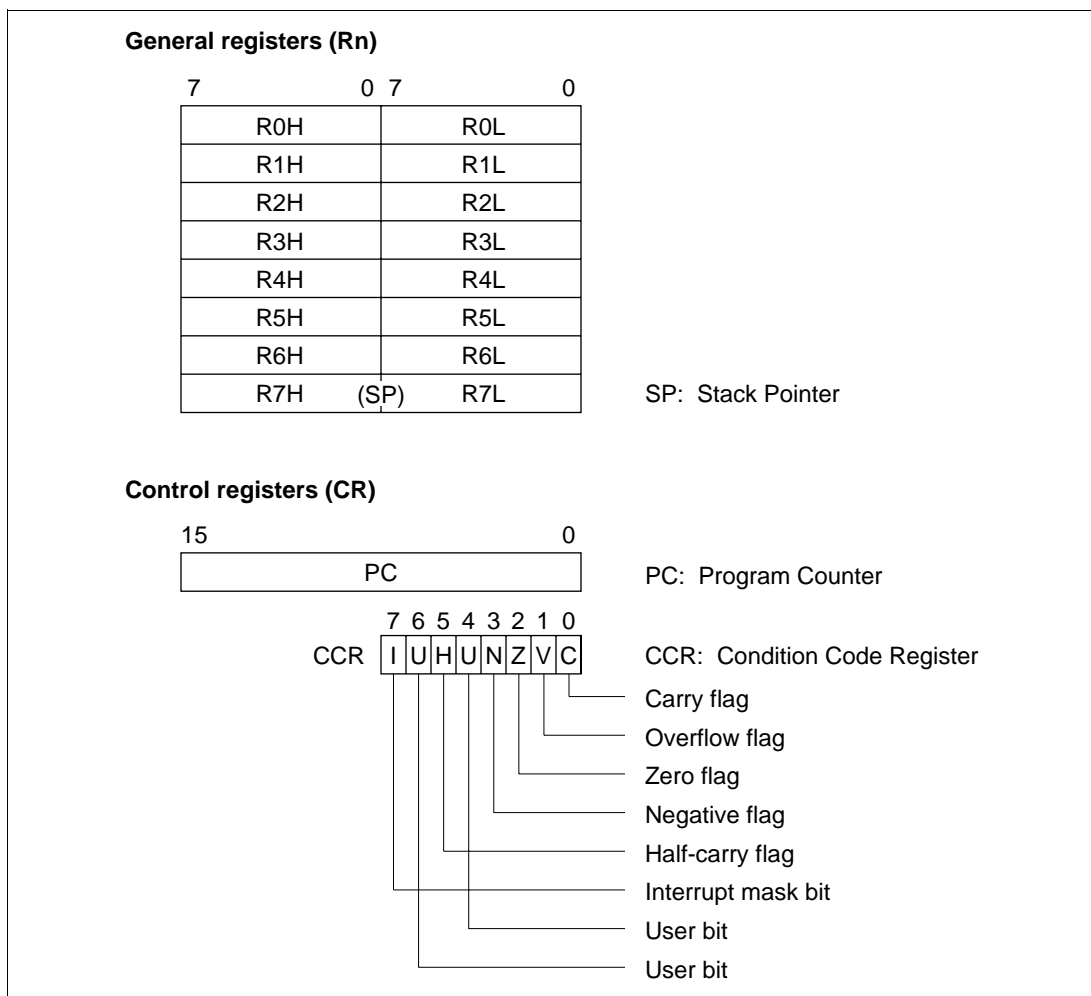 General registers (Rn)
7 0 7 0
R0H R0L
R1H R1L
R2H R2L
R3H R3L
R4H R4L
R5H R5L
R6H R6L
R7H (SP) R7L SP: Stack Pointer
Control registers (CR)
15 0
PC PC: Program Counter
7 6 5 4 3 2 1 0
CCR I U H U N Z V C CCR: Condition Code Register
Carry flag
Overflow flag
Zero flag
Negative flag
Half-carry flag
Interrupt mask bit
User bit
User bit